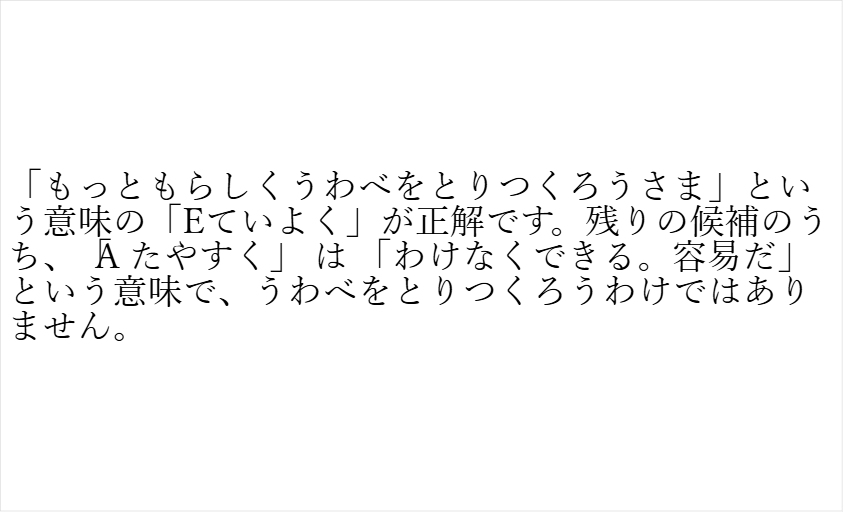 「もっともらしくうわべをとりつくろうさま」とい
う意味の「Eていよく」が正解です。残りの候補のう
ち、「A たやすく」 は 「わけなくできる。容易だ」
という意味で、うわべをとりつくろうわけではあり
ません。